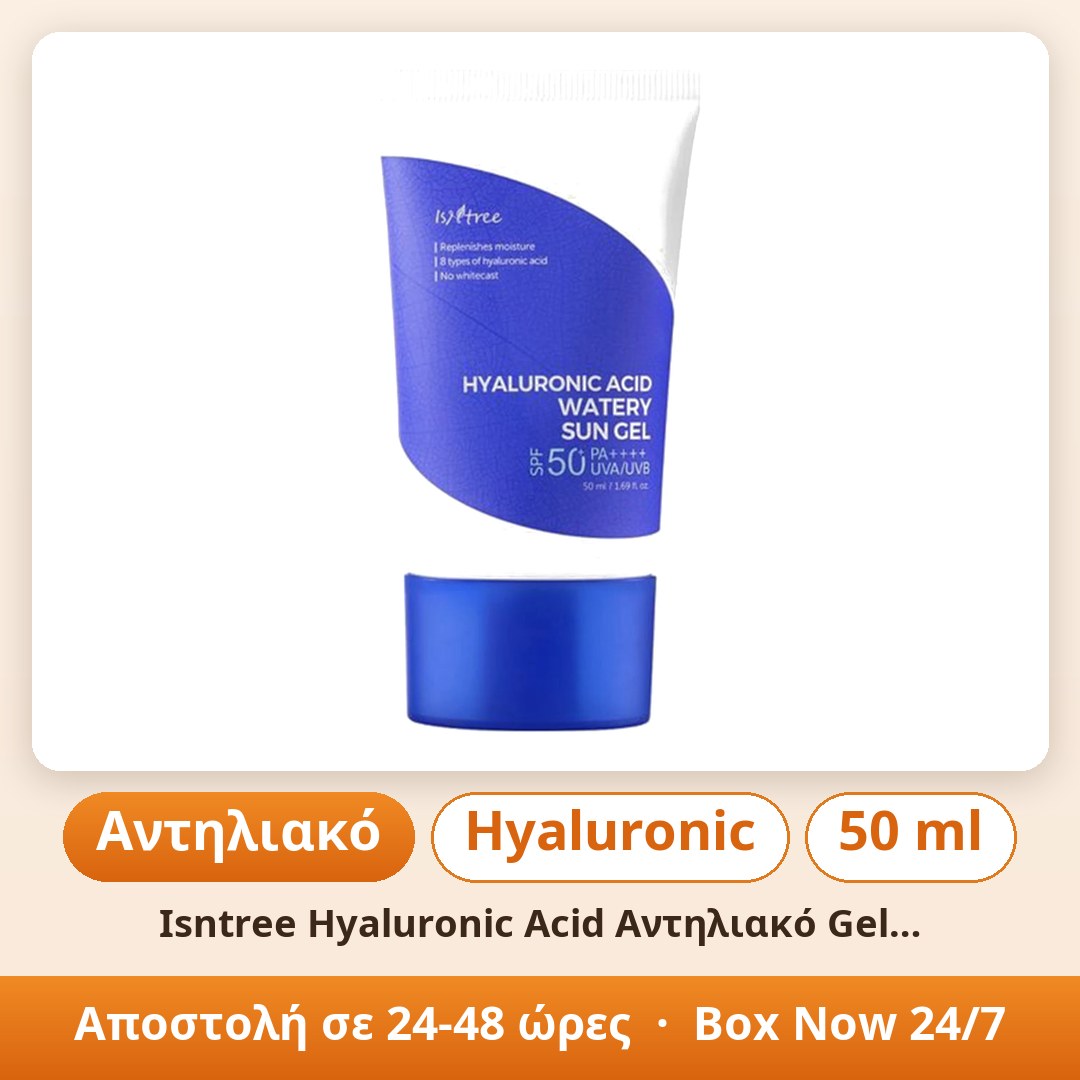 Isntree
Replenishes moisture
8 types of hyaluronic acid
No whitecast
HYALURONIC ACID
WATERY
SUN GEL
SPF 50+ PA++++
UVA/UVB
50 ml / 1.69 fl. oz.
Αντηλιακό
Hyaluronic
50 ml
Isntree Hyaluronic Acid Αντηλιακό Gel...
Αποστολή σε 24-48 ώρες · Box Now 24/7